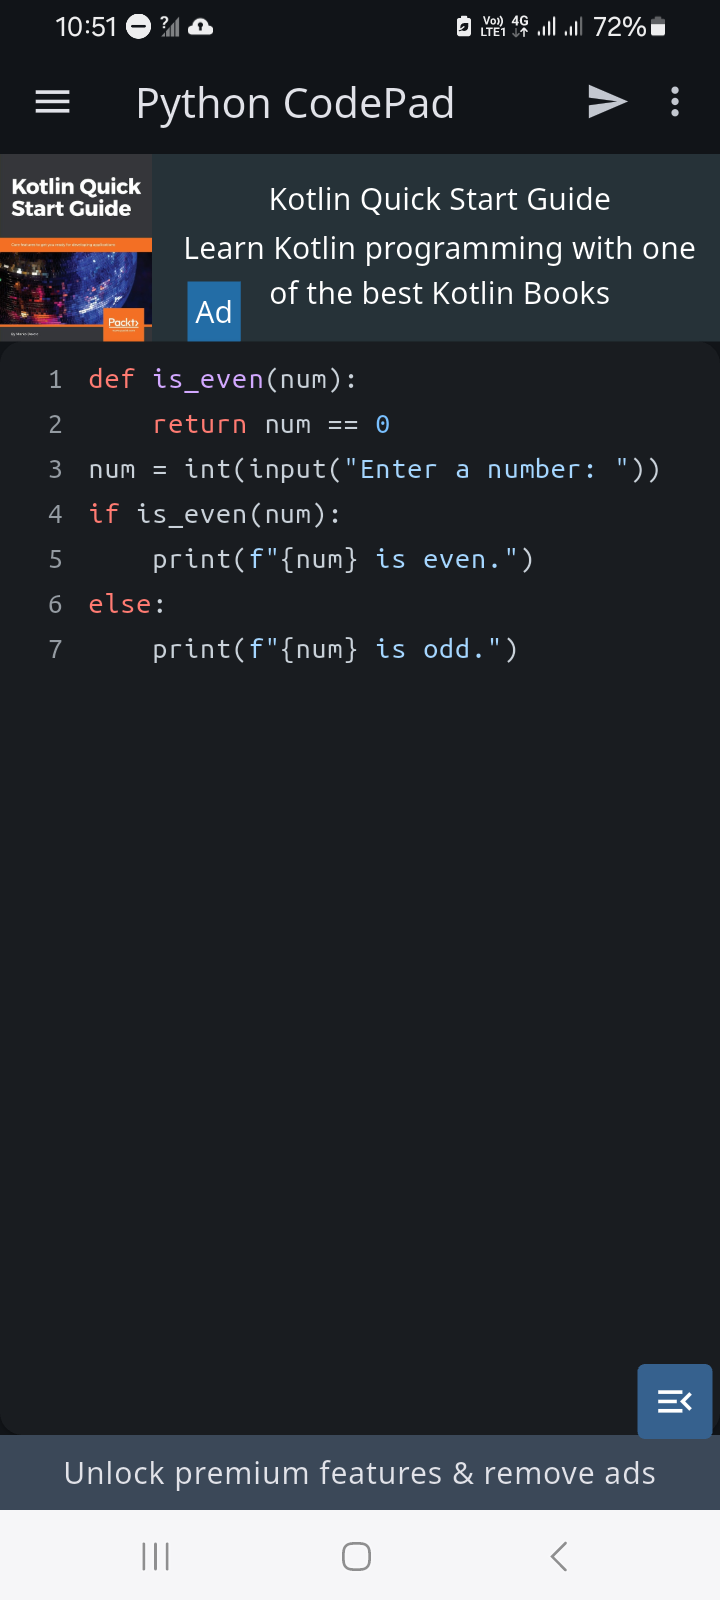 10:51
? Vo)) LTE1 4G 72%
Python CodePad
Kotlin Quick
Start Guide
Packt>
Kotlin Quick Start Guide
Learn Kotlin programming with one
of the best Kotlin Books
Ad
1 def is_even(num):
2     return num == 0
3 num = int(input("Enter a number: "))
4 if is_even(num):
5     print(f"{num} is even.")
6 else:
7     print(f"{num} is odd.")
Unlock premium features & remove ads